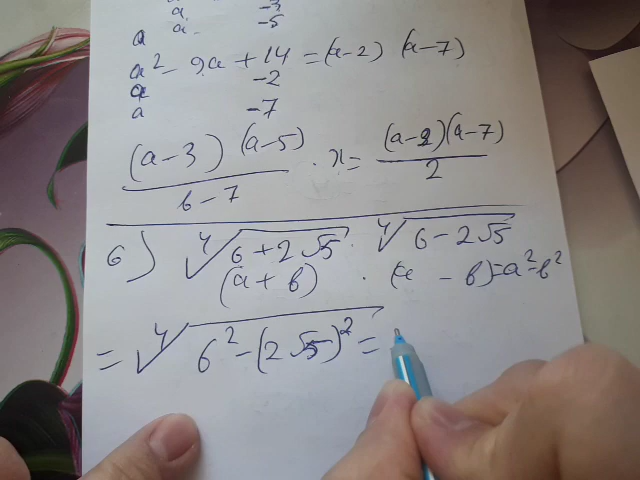 a -3
a -5
a
a² - 9a + 14 = (a-2) (a-7)
a -2
a -7
(a-3) (a-5) / 6-7 · x = (a-2)(a-7) / 2
6) ⁴√6+2√5 · ⁴√6-2√5
(a+b) · (a-b)=a²-b²
= ⁴√6²-(2√5)² =